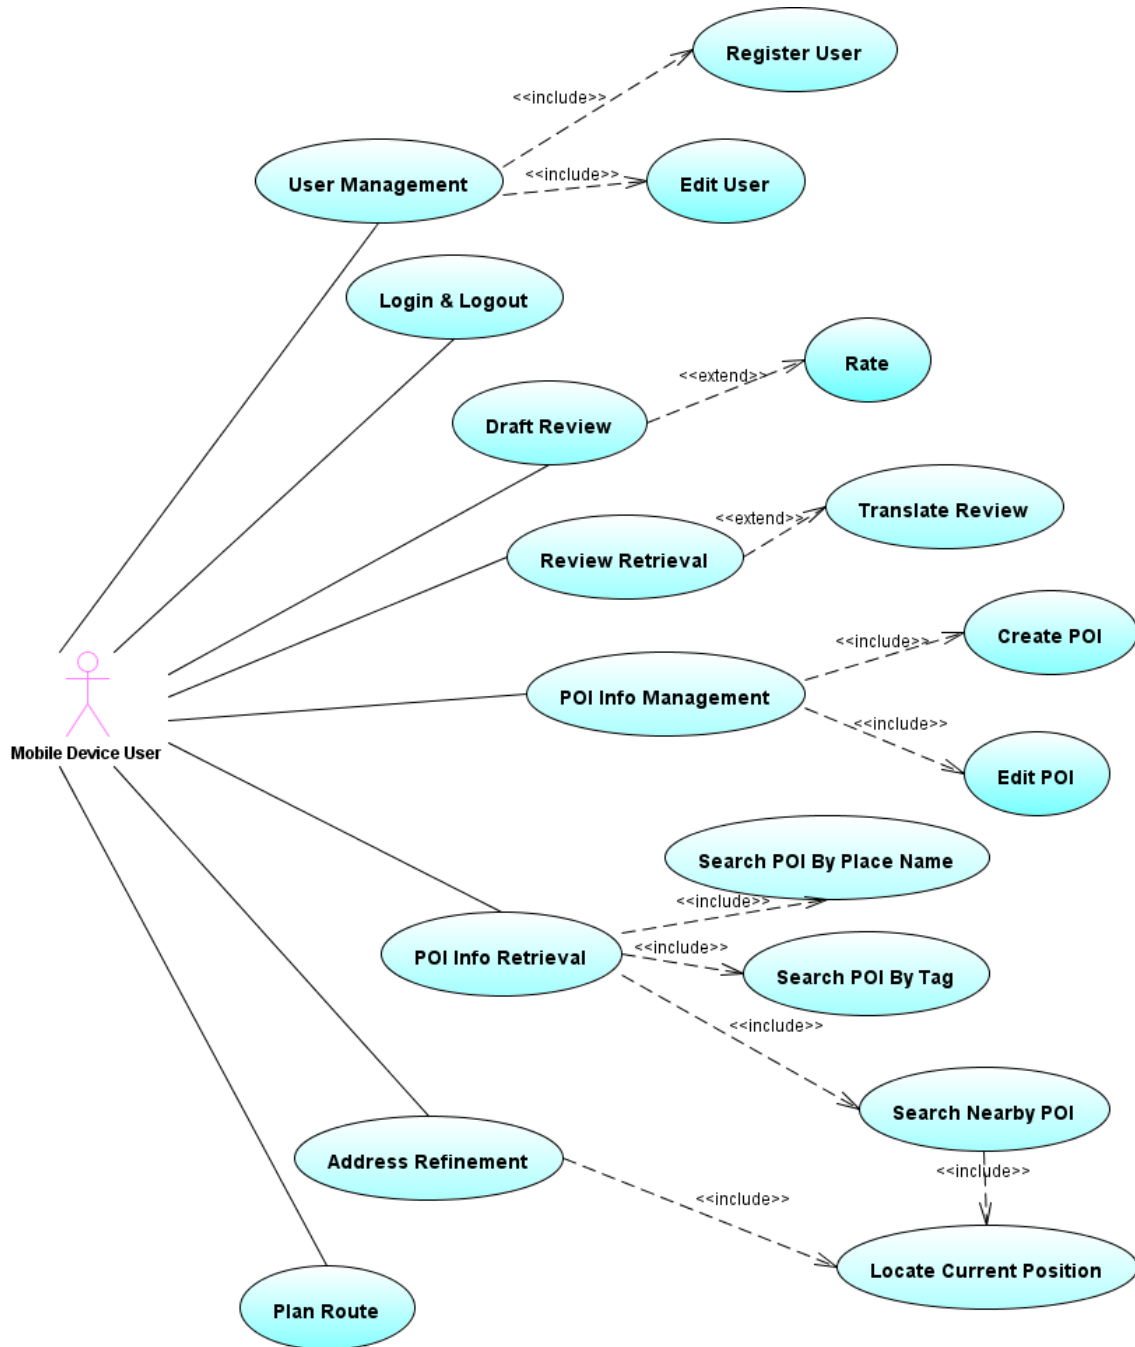 Register User
<<include>>
User Management
<<include>>
Edit User
Login & Logout
Rate
<<extend>>
Draft Review
Translate Review
<<extend>>
Review Retrieval
Create POI
<<include>>
POI Info Management
<<include>>
Edit POI
Mobile Device User
Search POI By Place Name
<<include>>
POI Info Retrieval
<<include>>
Search POI By Tag
<<include>>
Search Nearby POI
Address Refinement
<<include>>
<<include>>
Locate Current Position
Plan Route